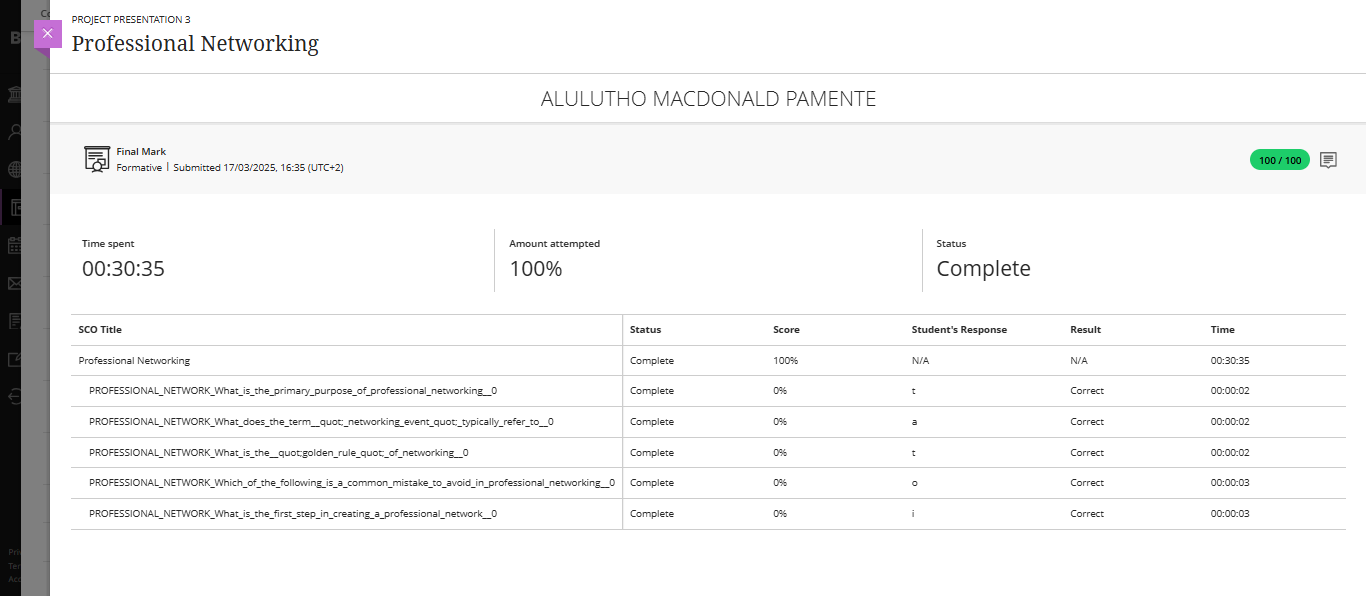 PROJECT PRESENTATION 3
Professional Networking
ALULUTHO MACDONALD PAMENTE
Final Mark
Formative | Submitted 17/03/2025, 16:35 (UTC+2)
100 / 100
Time spent
00:30:35
Amount attempted
100%
Status
Complete
SCO Title Status Score Student's Response Result Time
Professional Networking Complete 100% N/A N/A 00:30:35
PROFESSIONAL_NETWORK_What_is_the_primary_purpose_of_professional_networking__0 Complete 0% t Correct 00:00:02
PROFESSIONAL_NETWORK_What_does_the_term__quot;_networking_event_quot;_typically_refer_to__0 Complete 0% a Correct 00:00:02
PROFESSIONAL_NETWORK_What_is_the__quot;golden_rule_quot;_of_networking__0 Complete 0% t Correct 00:00:02
PROFESSIONAL_NETWORK_Which_of_the_following_is_a_common_mistake_to_avoid_in_professional_networking__0 Complete 0% o Correct 00:00:03
PROFESSIONAL_NETWORK_What_is_the_first_step_in_creating_a_professional_network__0 Complete 0% i Correct 00:00:03